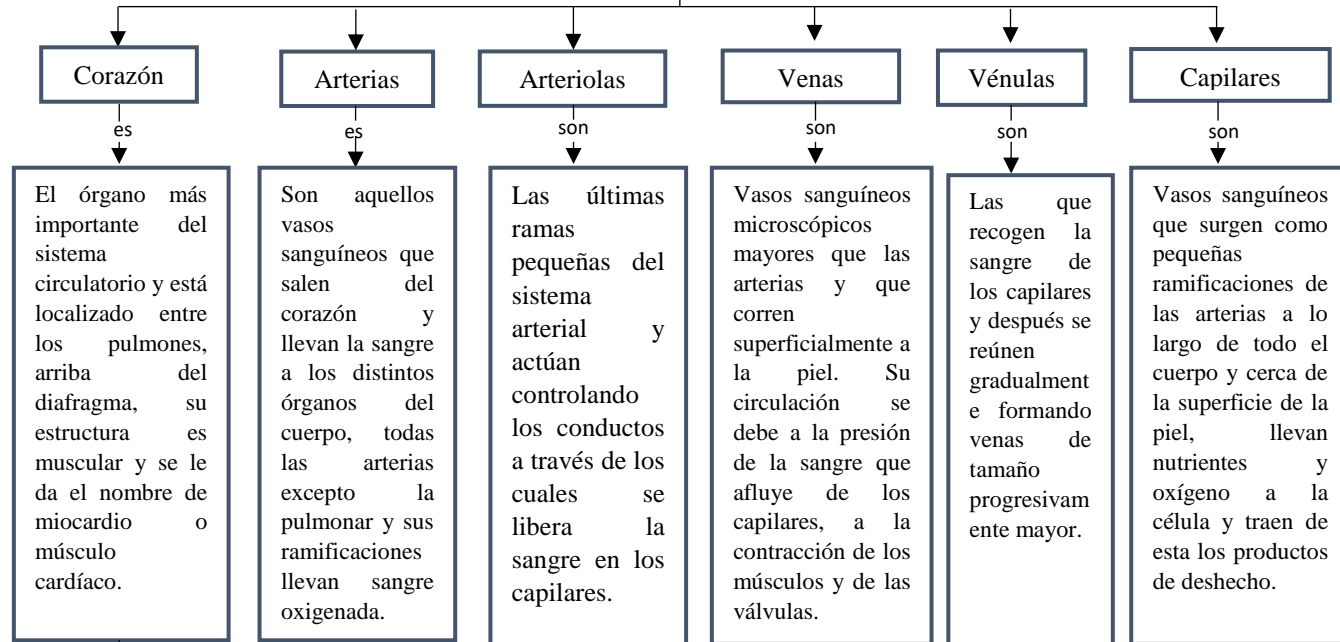 Corazón
Arterias
Arteriolas
Venas
Vénulas
Capilares
es
es
son
son
son
son
El órgano más
importante del
sistema
circulatorio y está
localizado entre
los pulmones,
arriba del
diafragma, su
estructura es
muscular y se le
da el nombre de
miocardio o
músculo
cardíaco.
Son aquellos
vasos
sanguíneos que
salen del
corazón y
llevan la sangre
a los distintos
órganos del
cuerpo, todas
las arterias
excepto la
pulmonar y sus
ramificaciones
llevan sangre
oxigenada.
Las últimas
ramas
pequeñas del
sistema
arterial y
actúan
controlando
los conductos
a través de los
cuales se
libera la
sangre en los
capilares.
Vasos sanguíneos
microscópicos
mayores que las
arterias y que
corren
superficialmente a
la piel. Su
circulación se
debe a la presión
de la sangre que
afluye de los
capilares, a la
contracción de los
músculos y de las
válvulas.
Las que
recogen la
sangre de
los capilares
y después se
reúnen
gradualment
e formando
venas de
tamaño
progresivam
ente mayor.
Vasos sanguíneos
que surgen como
pequeñas
ramificaciones de
las arterias a lo
largo de todo el
cuerpo y cerca de
la superficie de la
piel, llevan
nutrientes y
oxígeno a la
célula y traen de
esta los productos
de deshecho.